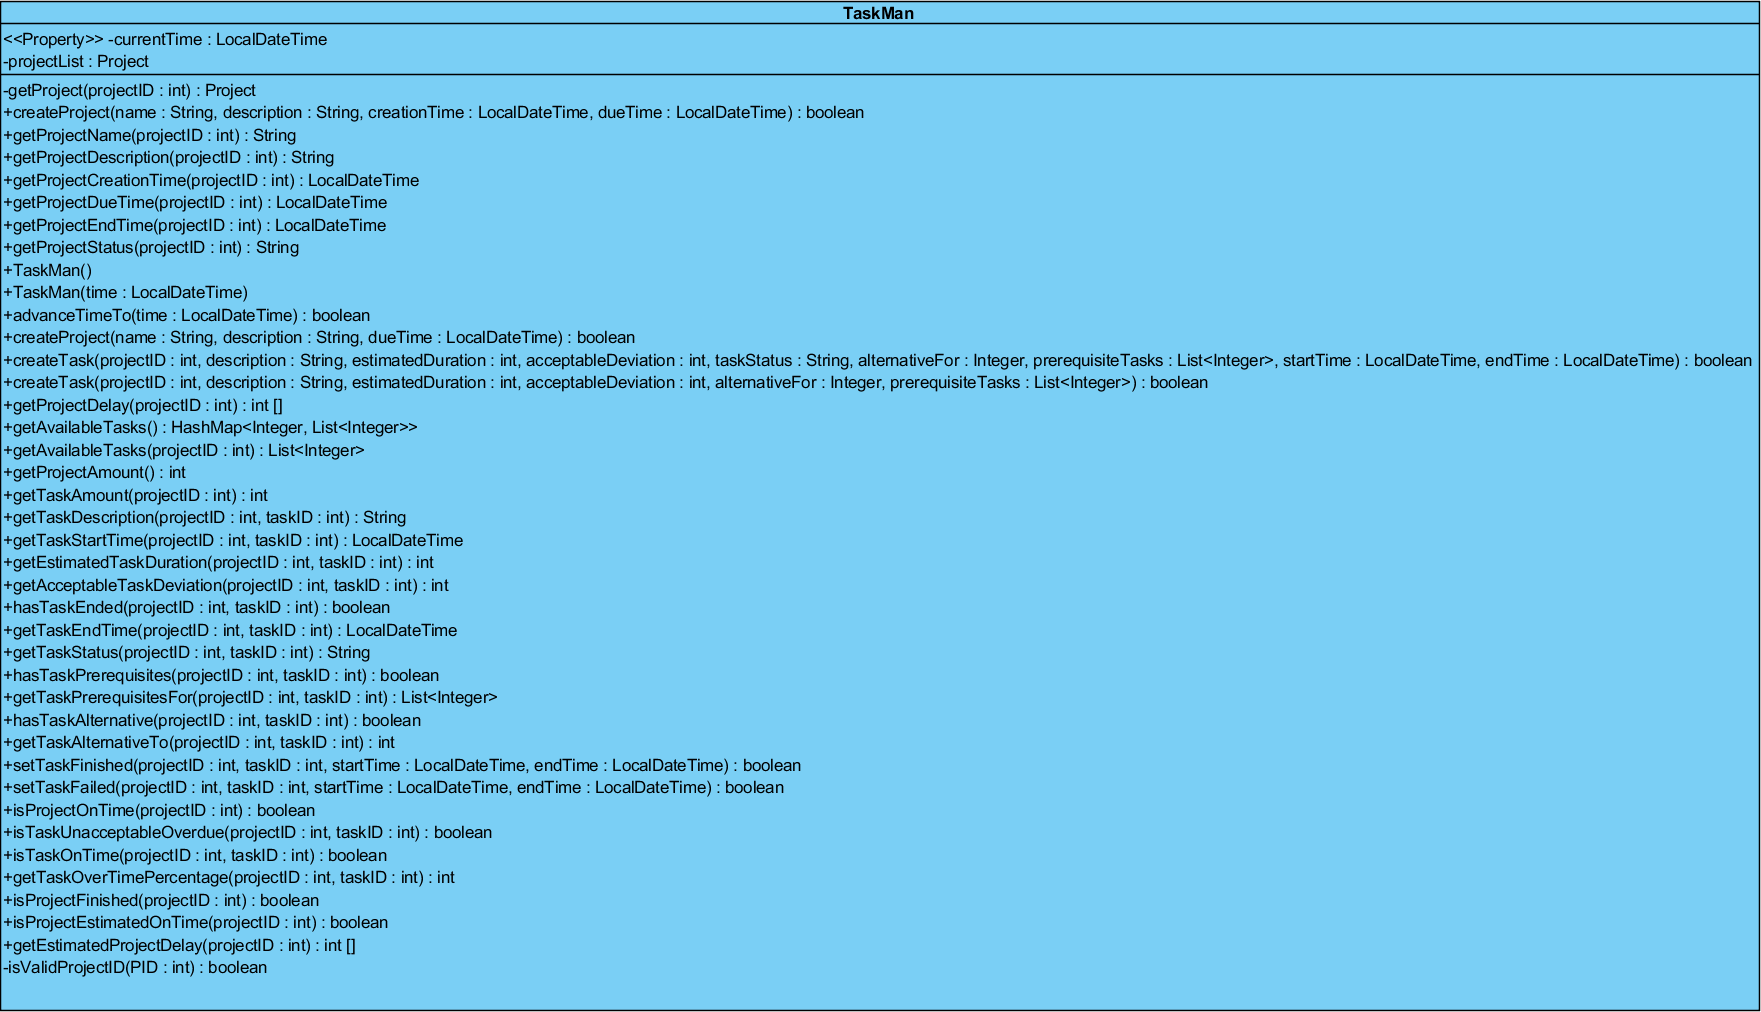 TaskMan
<<Property>> -currentTime : LocalDateTime
-projectList : Project
-getProject(projectID : int) : Project
+createProject(name : String, description : String, creationTime : LocalDateTime, dueTime : LocalDateTime) : boolean
+getProjectName(projectID : int) : String
+getProjectDescription(projectID : int) : String
+getProjectCreationTime(projectID : int) : LocalDateTime
+getProjectDueTime(projectID : int) : LocalDateTime
+getProjectEndTime(projectID : int) : LocalDateTime
+getProjectStatus(projectID : int) : String
+TaskMan()
+TaskMan(time : LocalDateTime)
+advanceTimeTo(time : LocalDateTime) : boolean
+createProject(name : String, description : String, dueTime : LocalDateTime) : boolean
+createTask(projectID : int, description : String, estimatedDuration : int, acceptableDeviation : int, taskStatus : String, alternativeFor : Integer, prerequisiteTasks : List<Integer>, startTime : LocalDateTime, endTime : LocalDateTime) : boolean
+createTask(projectID : int, description : String, estimatedDuration : int, acceptableDeviation : int, alternativeFor : Integer, prerequisiteTasks : List<Integer>) : boolean
+getProjectDelay(projectID : int) : int []
+getAvailableTasks() : HashMap<Integer, List<Integer>>
+getAvailableTasks(projectID : int) : List<Integer>
+getProjectAmount() : int
+getTaskAmount(projectID : int) : int
+getTaskDescription(projectID : int, taskID : int) : String
+getTaskStartTime(projectID : int, taskID : int) : LocalDateTime
+getEstimatedTaskDuration(projectID : int, taskID : int) : int
+getAcceptableTaskDeviation(projectID : int, taskID : int) : int
+hasTaskEnded(projectID : int, taskID : int) : boolean
+getTaskEndTime(projectID : int, taskID : int) : LocalDateTime
+getTaskStatus(projectID : int, taskID : int) : String
+hasTaskPrerequisites(projectID : int, taskID : int) : boolean
+getTaskPrerequisitesFor(projectID : int, taskID : int) : List<Integer>
+hasTaskAlternative(projectID : int, taskID : int) : boolean
+getTaskAlternativeTo(projectID : int, taskID : int) : int
+setTaskFinished(projectID : int, taskID : int, startTime : LocalDateTime, endTime : LocalDateTime) : boolean
+setTaskFailed(projectID : int, taskID : int, startTime : LocalDateTime, endTime : LocalDateTime) : boolean
+isProjectOnTime(projectID : int) : boolean
+isTaskUnacceptableOverdue(projectID : int, taskID : int) : boolean
+isTaskOnTime(projectID : int, taskID : int) : boolean
+getTaskOverTimePercentage(projectID : int, taskID : int) : int
+isProjectFinished(projectID : int) : boolean
+isProjectEstimatedOnTime(projectID : int) : boolean
+getEstimatedProjectDelay(projectID : int) : int []
-isValidProjectID(PID : int) : boolean